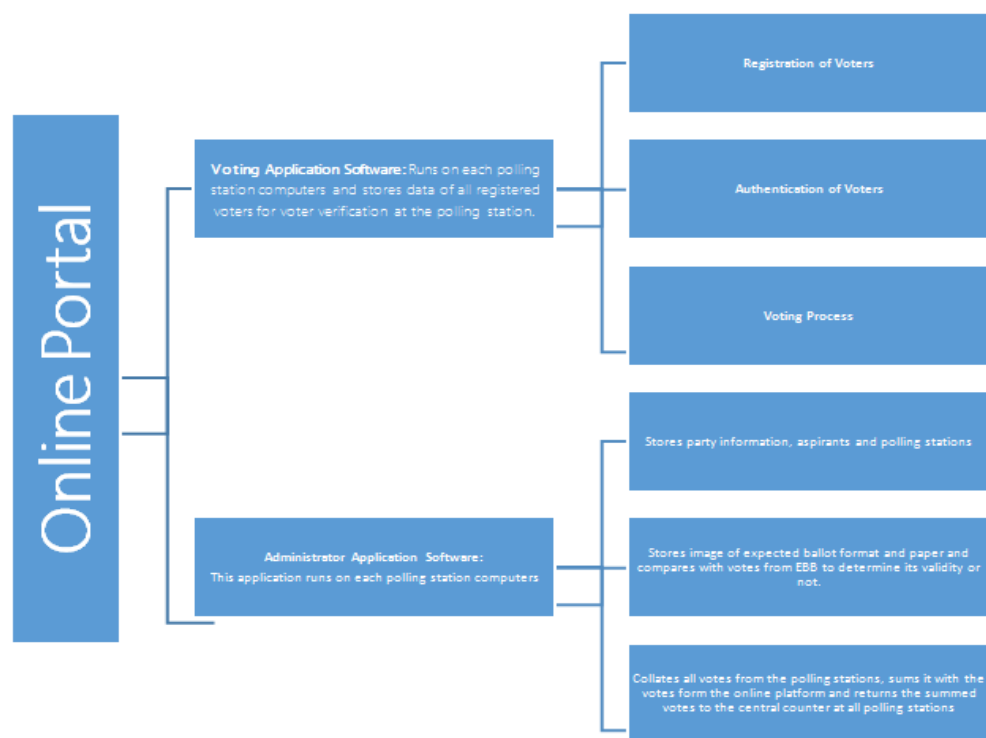 Online Portal
Voting Application Software: Runs on each polling
station computers and stores data of all registered
voters for voter verification at the polling station.
Registration of Voters
Authentication of Voters
Voting Process
Administrator Application Software:
This application runs on each polling station computers
Stores party information, aspirants and polling stations
Stores image of expected ballot format and paper and
compares with votes from EBB to determine its validity or
not.
Collates all votes from the polling stations, sums it with the
votes form the online platform and returns the summed
votes to the central counter at all polling stations